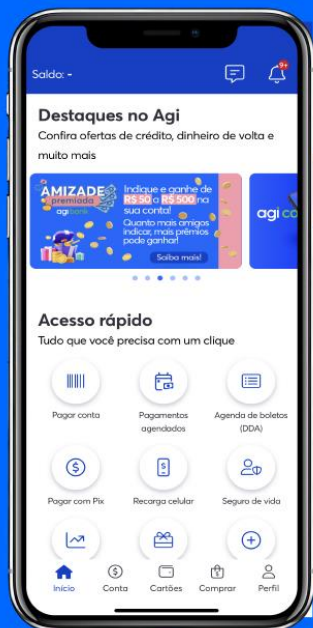 Saldo: -
9+
Destaques no Agi
Confira ofertas de crédito, dinheiro de volta e
muito mais
AMIZADE
premiada
agibank
Indique e ganhe de
R$ 50 a R$ 500 na
sua conta!
Quanto mais amigos
indicar, mais prêmios
pode ganhar!
Saiba mais!
agi co
Acesso rápido
Tudo que você precisa com um clique
Pagar conta
Pagamentos
agendados
Agenda de boletos
(DDA)
Pagar com Pix
Recarga celular
Seguro de vida
Início
Conta
Cartões
Comprar
Perfil